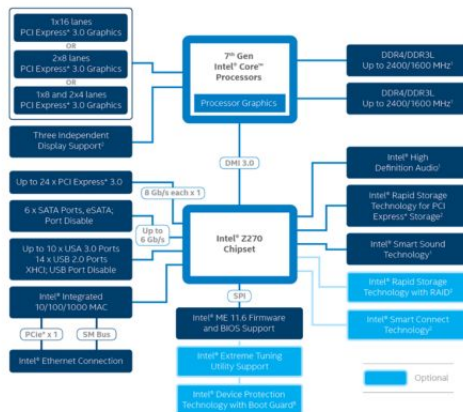 1x16 lanes
PCI Express* 3.0 Graphics
OR
2x8 lanes
PCI Express* 3.0 Graphics
OR
1x8 and 2x4 lanes
PCI Express* 3.0 Graphics
Three Independent
Display Support²
7th Gen
Intel® Core™
Processors
Processor Graphics
DDR4/DDR3L
Up to 2400/1600 MHz¹
DDR4/DDR3L
Up to 2400/1600 MHz¹
DMI 3.0
Up to 24 x PCI Express* 3.0
8 Gb/s each x 1
6 x SATA Ports, eSATA;
Port Disable
Up to
6 Gb/s
Up to 10 x USA 3.0 Ports
14 x USB 2.0 Ports
XHCI; USB Port Disable
Intel® Integrated
10/100/1000 MAC
PCIe* x 1
SM Bus
Intel® Ethernet Connection
Intel® Z270
Chipset
SPI
Intel® ME 11.6 Firmware
and BIOS Support
Intel® Extreme Tuning
Utility Support
Intel® Device Protection
Technology with Boot Guard
Intel® High
Definition Audio
Intel® Rapid Storage
Technology for PCI
Express* Storage
Intel® Smart Sound
Technology
Intel® Rapid Storage
Technology with RAID
Intel® Smart Connect
Technology
Optional